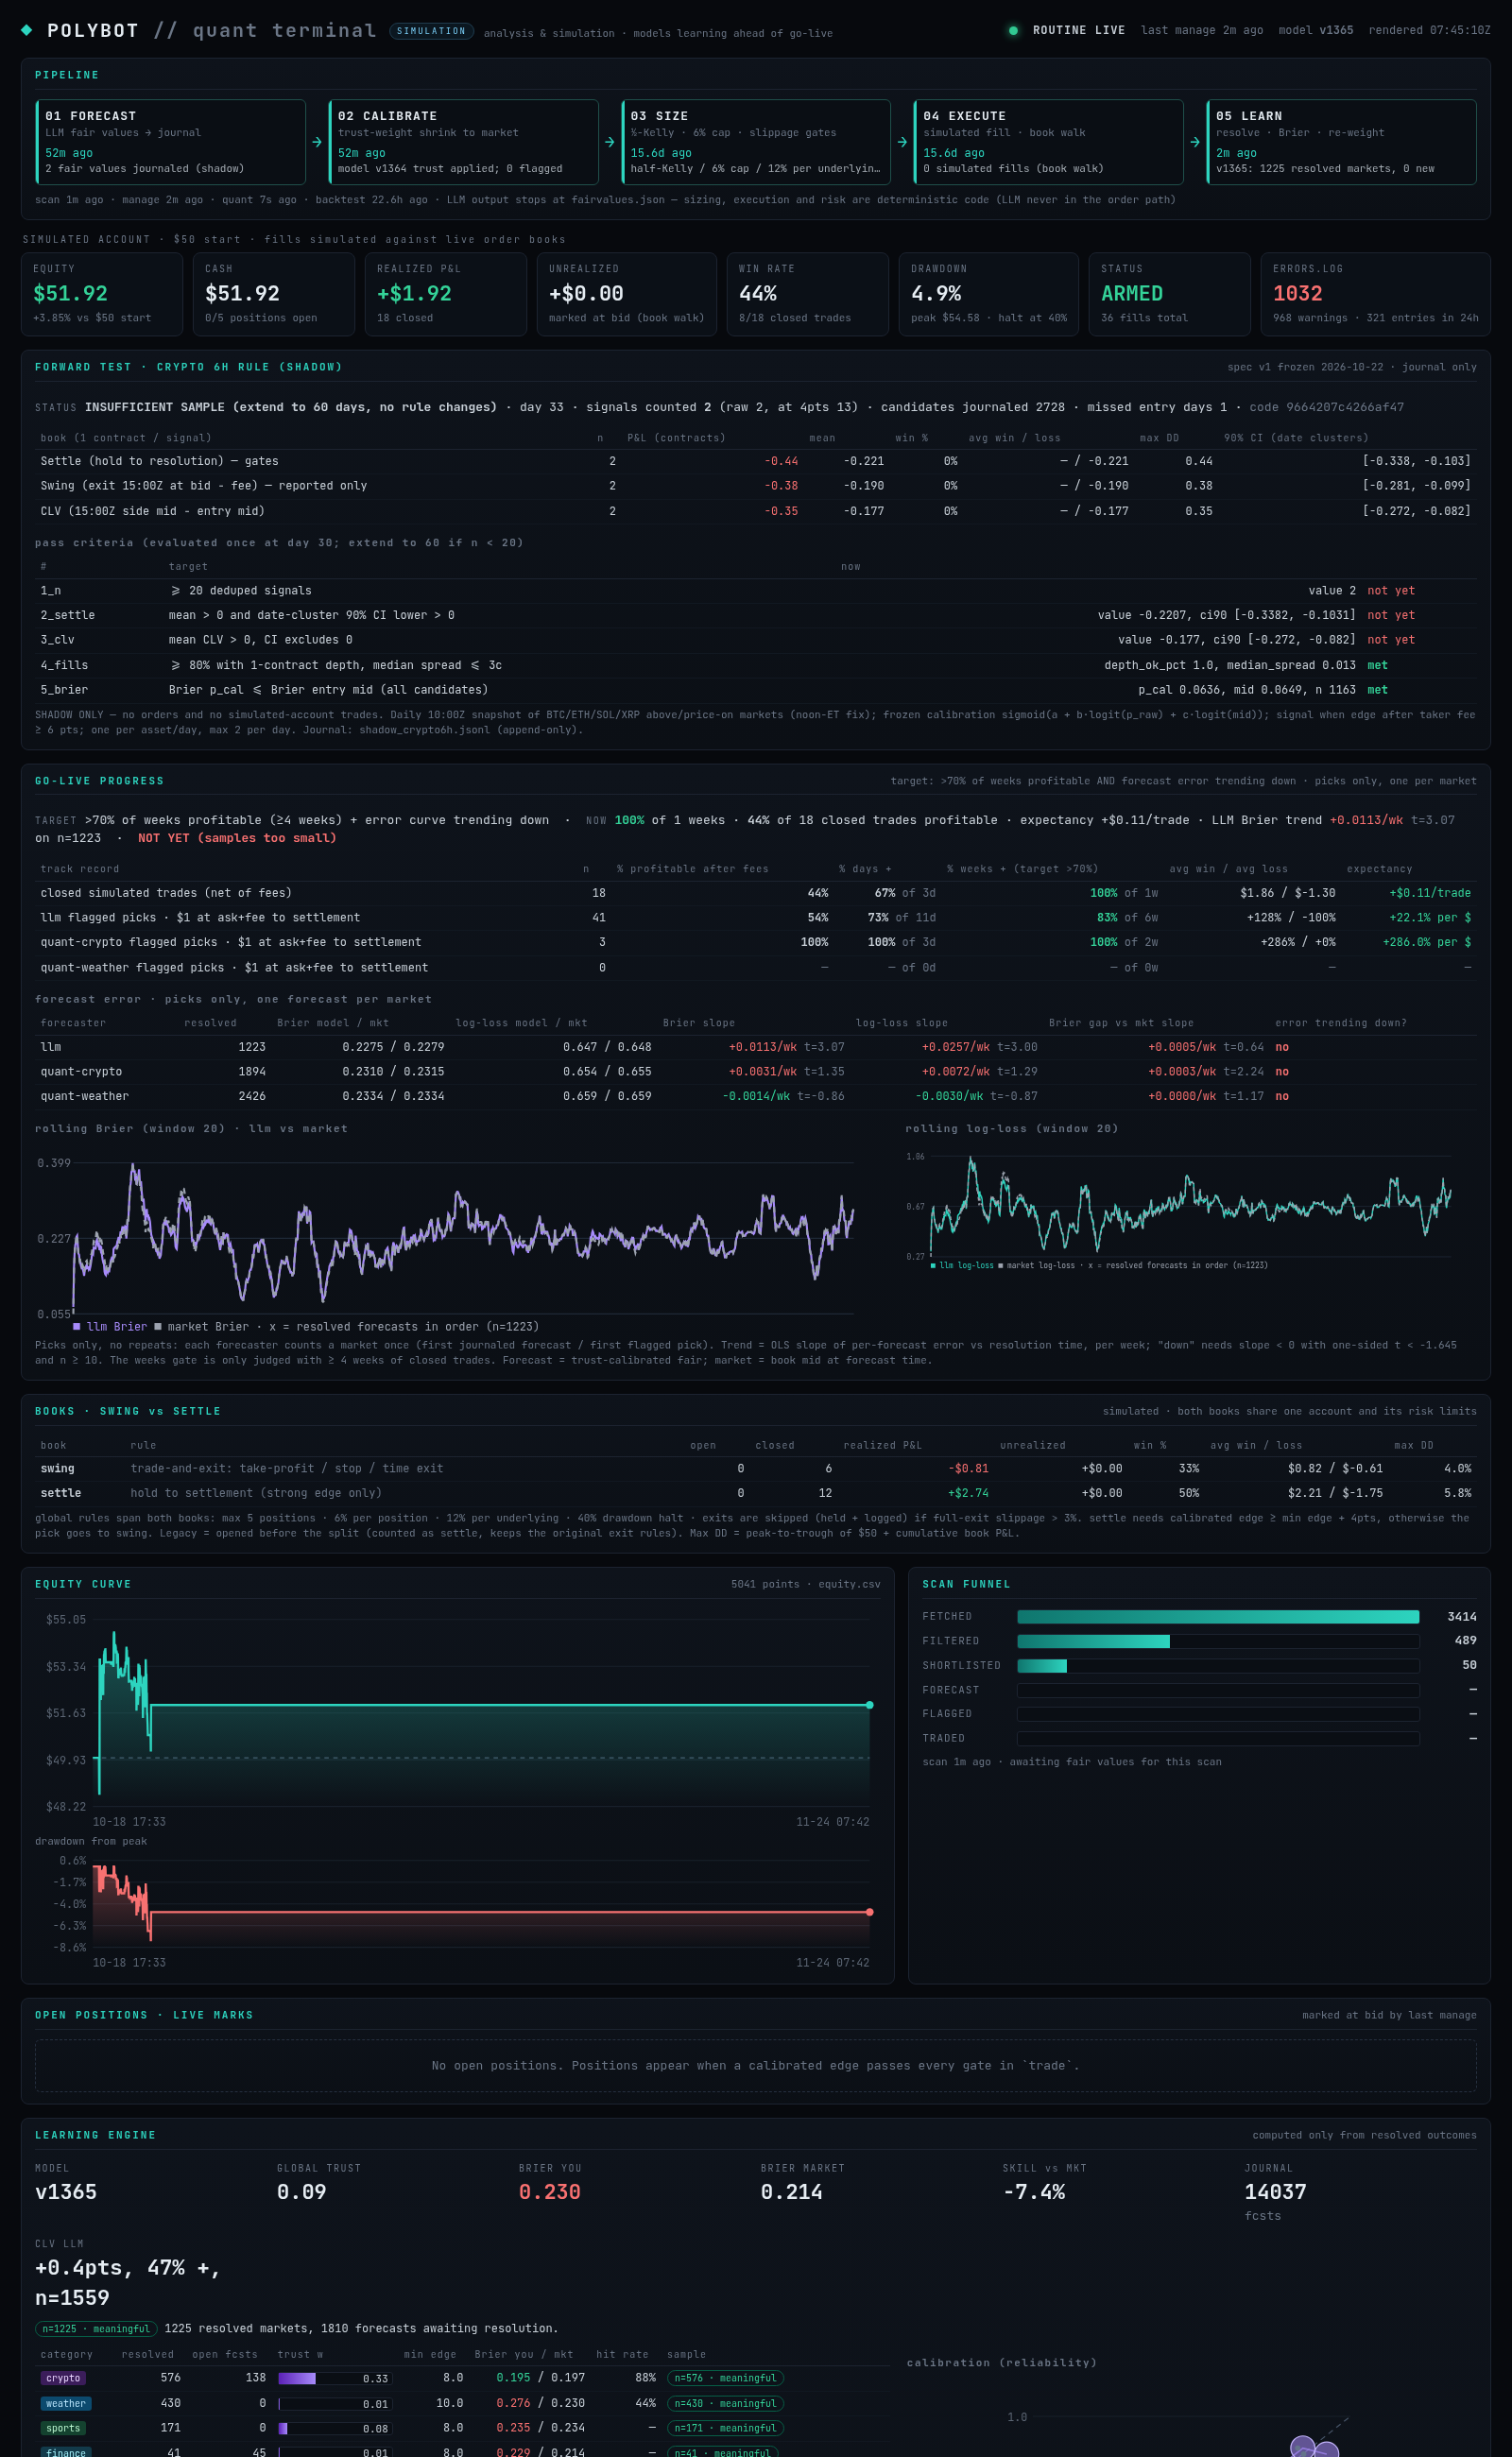 ◆ POLYBOT // quant terminal SIMULATION analysis & simulation · models learning ahead of go-live ROUTINE LIVE last manage 2m ago model v1365 rendered 07:45:10Z
PIPELINE
01 FORECAST
LLM fair values → journal
52m ago
2 fair values journaled (shadow)
→
02 CALIBRATE
trust-weight shrink to market
52m ago
model v1364 trust applied; 0 flagged
→
03 SIZE
½-Kelly · 6% cap · slippage gates
15.6d ago
half-Kelly / 6% cap / 12% per underlyin…
→
04 EXECUTE
simulated fill · book walk
15.6d ago
0 simulated fills (book walk)
→
05 LEARN
resolve · Brier · re-weight
2m ago
v1365: 1225 resolved markets, 0 new
scan 1m ago · manage 2m ago · quant 7s ago · backtest 22.6h ago · LLM output stops at fairvalues.json — sizing, execution and risk are deterministic code (LLM never in the order path)
SIMULATED ACCOUNT · $50 start · fills simulated against live order books
EQUITY
$51.92
+3.85% vs $50 start
CASH
$51.92
0/5 positions open
REALIZED P&L
+$1.92
18 closed
UNREALIZED
+$0.00
marked at bid (book walk)
WIN RATE
44%
8/18 closed trades
DRAWDOWN
4.9%
peak $54.58 · halt at 40%
STATUS
ARMED
36 fills total
ERRORS.LOG
1032
968 warnings · 321 entries in 24h
FORWARD TEST · CRYPTO 6H RULE (SHADOW) spec v1 frozen 2026-10-22 · journal only
STATUS INSUFFICIENT SAMPLE (extend to 60 days, no rule changes) · day 33 · signals counted 2 (raw 2, at 4pts 13) · candidates journaled 2728 · missed entry days 1 · code 9664207c4266af47
book (1 contract / signal) n P&L (contracts) mean win % avg win / loss max DD 90% CI (date clusters)
Settle (hold to resolution) — gates 2 -0.44 -0.221 0% — / -0.221 0.44 [-0.338, -0.103]
Swing (exit 15:00Z at bid - fee) — reported only 2 -0.38 -0.190 0% — / -0.190 0.38 [-0.281, -0.099]
CLV (15:00Z side mid - entry mid) 2 -0.35 -0.177 0% — / -0.177 0.35 [-0.272, -0.082]
pass criteria (evaluated once at day 30; extend to 60 if n < 20)
# target now
1_n ≥ 20 deduped signals value 2 not yet
2_settle mean > 0 and date-cluster 90% CI lower > 0 value -0.2207, ci90 [-0.3382, -0.1031] not yet
3_clv mean CLV > 0, CI excludes 0 value -0.177, ci90 [-0.272, -0.082] not yet
4_fills ≥ 80% with 1-contract depth, median spread ≤ 3c depth_ok_pct 1.0, median_spread 0.013 met
5_brier Brier p_cal ≤ Brier entry mid (all candidates) p_cal 0.0636, mid 0.0649, n 1163 met
SHADOW ONLY — no orders and no simulated-account trades. Daily 10:00Z snapshot of BTC/ETH/SOL/XRP above/price-on markets (noon-ET fix); frozen calibration sigmoid(a + b·logit(p_raw) + c·logit(mid)); signal when edge after taker fee
≥ 6 pts; one per asset/day, max 2 per day. Journal: shadow_crypto6h.jsonl (append-only).
GO-LIVE PROGRESS target: >70% of weeks profitable AND forecast error trending down · picks only, one per market
TARGET >70% of weeks profitable (≥4 weeks) + error curve trending down · NOW 100% of 1 weeks · 44% of 18 closed trades profitable · expectancy +$0.11/trade · LLM Brier trend +0.0113/wk t=3.07
on n=1223 · NOT YET (samples too small)
track record n % profitable after fees % days + % weeks + (target >70%) avg win / avg loss expectancy
closed simulated trades (net of fees) 18 44% 67% of 3d 100% of 1w $1.86 / $-1.30 +$0.11/trade
llm flagged picks · $1 at ask+fee to settlement 41 54% 73% of 11d 83% of 6w +128% / -100% +22.1% per $
quant-crypto flagged picks · $1 at ask+fee to settlement 3 100% 100% of 3d 100% of 2w +286% / +0% +286.0% per $
quant-weather flagged picks · $1 at ask+fee to settlement 0 — — of 0d — of 0w — —
forecast error · picks only, one forecast per market
forecaster resolved Brier model / mkt log-loss model / mkt Brier slope log-loss slope Brier gap vs mkt slope error trending down?
llm 1223 0.2275 / 0.2279 0.647 / 0.648 +0.0113/wk t=3.07 +0.0257/wk t=3.00 +0.0005/wk t=0.64 no
quant-crypto 1894 0.2310 / 0.2315 0.654 / 0.655 +0.0031/wk t=1.35 +0.0072/wk t=1.29 +0.0003/wk t=2.24 no
quant-weather 2426 0.2334 / 0.2334 0.659 / 0.659 -0.0014/wk t=-0.86 -0.0030/wk t=-0.87 +0.0000/wk t=1.17 no
rolling Brier (window 20) · llm vs market
0.399
0.227
0.055
■ llm Brier ■ market Brier · x = resolved forecasts in order (n=1223)
rolling log-loss (window 20)
1.06
0.67
0.27
■ llm log-loss ■ market log-loss · x = resolved forecasts in order (n=1223)
Picks only, no repeats: each forecaster counts a market once (first journaled forecast / first flagged pick). Trend = OLS slope of per-forecast error vs resolution time, per week; "down" needs slope < 0 with one-sided t < -1.645
and n ≥ 10. The weeks gate is only judged with ≥ 4 weeks of closed trades. Forecast = trust-calibrated fair; market = book mid at forecast time.
BOOKS · SWING vs SETTLE simulated · both books share one account and its risk limits
book rule open closed realized P&L unrealized win % avg win / loss max DD
swing trade-and-exit: take-profit / stop / time exit 0 6 -$0.81 +$0.00 33% $0.82 / $-0.61 4.0%
settle hold to settlement (strong edge only) 0 12 +$2.74 +$0.00 50% $2.21 / $-1.75 5.8%
global rules span both books: max 5 positions · 6% per position · 12% per underlying · 40% drawdown halt · exits are skipped (held + logged) if full-exit slippage > 3%. settle needs calibrated edge ≥ min edge + 4pts, otherwise the
pick goes to swing. Legacy = opened before the split (counted as settle, keeps the original exit rules). Max DD = peak-to-trough of $50 + cumulative book P&L.
EQUITY CURVE 5041 points · equity.csv
$55.05
$53.34
$51.63
$49.93
$48.22
10-18 17:33 11-24 07:42
drawdown from peak
0.6%
-1.7%
-4.0%
-6.3%
-8.6%
10-18 17:33 11-24 07:42
SCAN FUNNEL
FETCHED 3414
FILTERED 489
SHORTLISTED 50
FORECAST —
FLAGGED —
TRADED —
scan 1m ago · awaiting fair values for this scan
OPEN POSITIONS · LIVE MARKS marked at bid by last manage
No open positions. Positions appear when a calibrated edge passes every gate in `trade`.
LEARNING ENGINE computed only from resolved outcomes
MODEL
v1365
GLOBAL TRUST
0.09
BRIER YOU
0.230
BRIER MARKET
0.214
SKILL vs MKT
-7.4%
JOURNAL
14037
fcsts
CLV LLM
+0.4pts, 47% +,
n=1559
n=1225 · meaningful 1225 resolved markets, 1810 forecasts awaiting resolution.
category resolved open fcsts trust w min edge Brier you / mkt hit rate sample
crypto 576 138 0.33 8.0 0.195 / 0.197 88% n=576 · meaningful
weather 430 0 0.01 10.0 0.276 / 0.230 44% n=430 · meaningful
sports 171 0 0.08 8.0 0.235 / 0.234 — n=171 · meaningful
finance 41 45 0.01 8.0 0.229 / 0.214 — n=41 · meaningful
calibration (reliability)
1.0